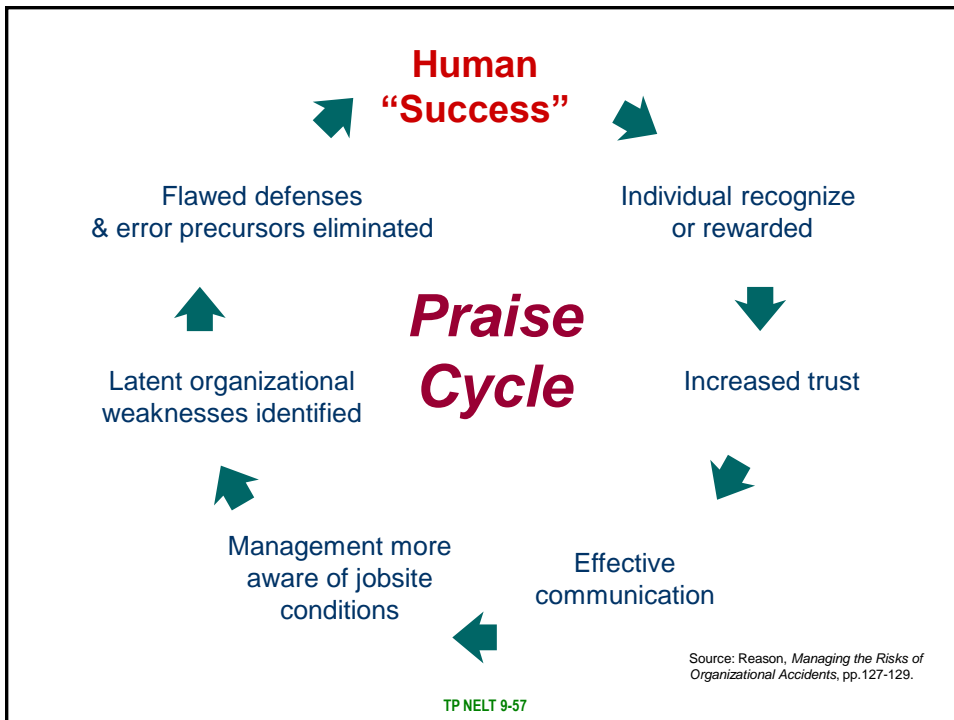 Human
“Success”
Individual recognize
or rewarded
Increased trust
Effective
communication
Management more
aware of jobsite
conditions
Latent organizational
weaknesses identified
Flawed defenses
& error precursors eliminated
Praise
Cycle
Source: Reason, Managing the Risks of
Organizational Accidents, pp.127-129.
TP NELT 9-57